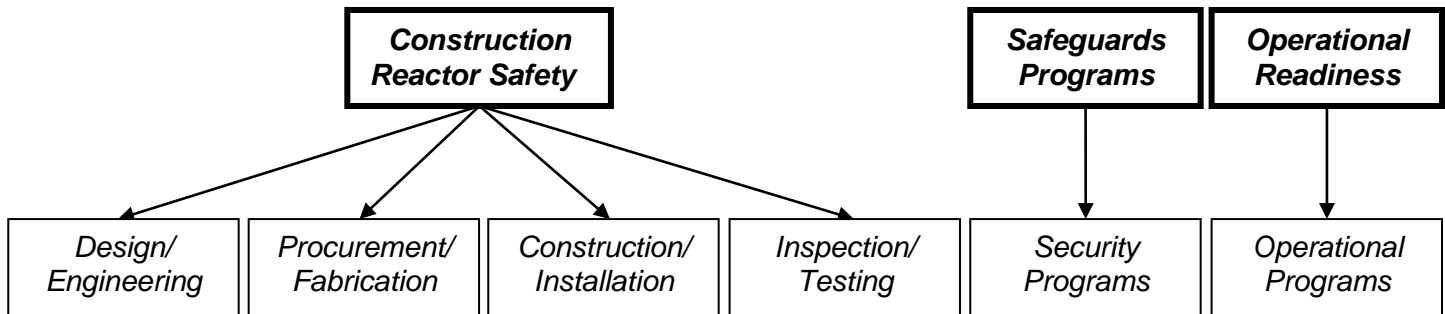 Construction
Reactor Safety
Safeguards
Programs
Operational
Readiness
Design/
Engineering
Procurement/
Fabrication
Construction/
Installation
Inspection/
Testing
Security
Programs
Operational
Programs